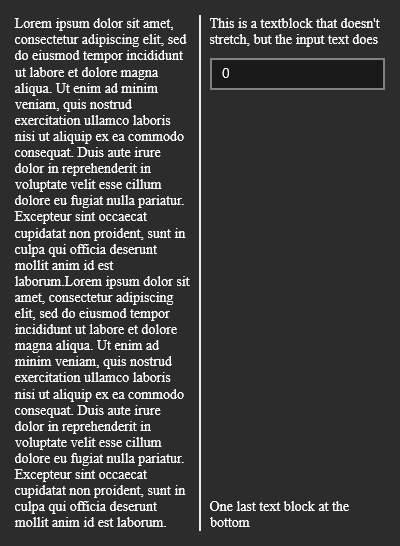 Lorem ipsum dolor sit amet,
consectetur adipiscing elit, sed
do eiusmod tempor incididunt
ut labore et dolore magna
aliqua. Ut enim ad minim
veniam, quis nostrud
exercitation ullamco laboris
nisi ut aliquip ex ea commodo
consequat. Duis aute irure
dolor in reprehenderit in
voluptate velit esse cillum
dolore eu fugiat nulla pariatur.
Excepteur sint occaecat
cupidatat non proident, sunt in
culpa qui officia deserunt
mollit anim id est
laborum.Lorem ipsum dolor sit
amet, consectetur adipiscing
elit, sed do eiusmod tempor
incididunt ut labore et dolore
magna aliqua. Ut enim ad
minim veniam, quis nostrud
exercitation ullamco laboris
nisi ut aliquip ex ea commodo
consequat. Duis aute irure
dolor in reprehenderit in
voluptate velit esse cillum
dolore eu fugiat nulla pariatur.
Excepteur sint occaecat
cupidatat non proident, sunt in
culpa qui officia deserunt
mollit anim id est laborum.
This is a textblock that doesn't
stretch, but the input text does
0
One last text block at the
bottom